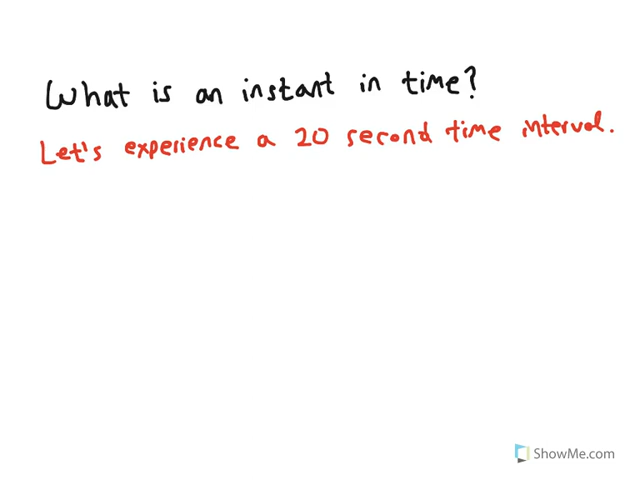 What is an instant in time?
Let's experience a 20 second time interval.
ShowMe.com